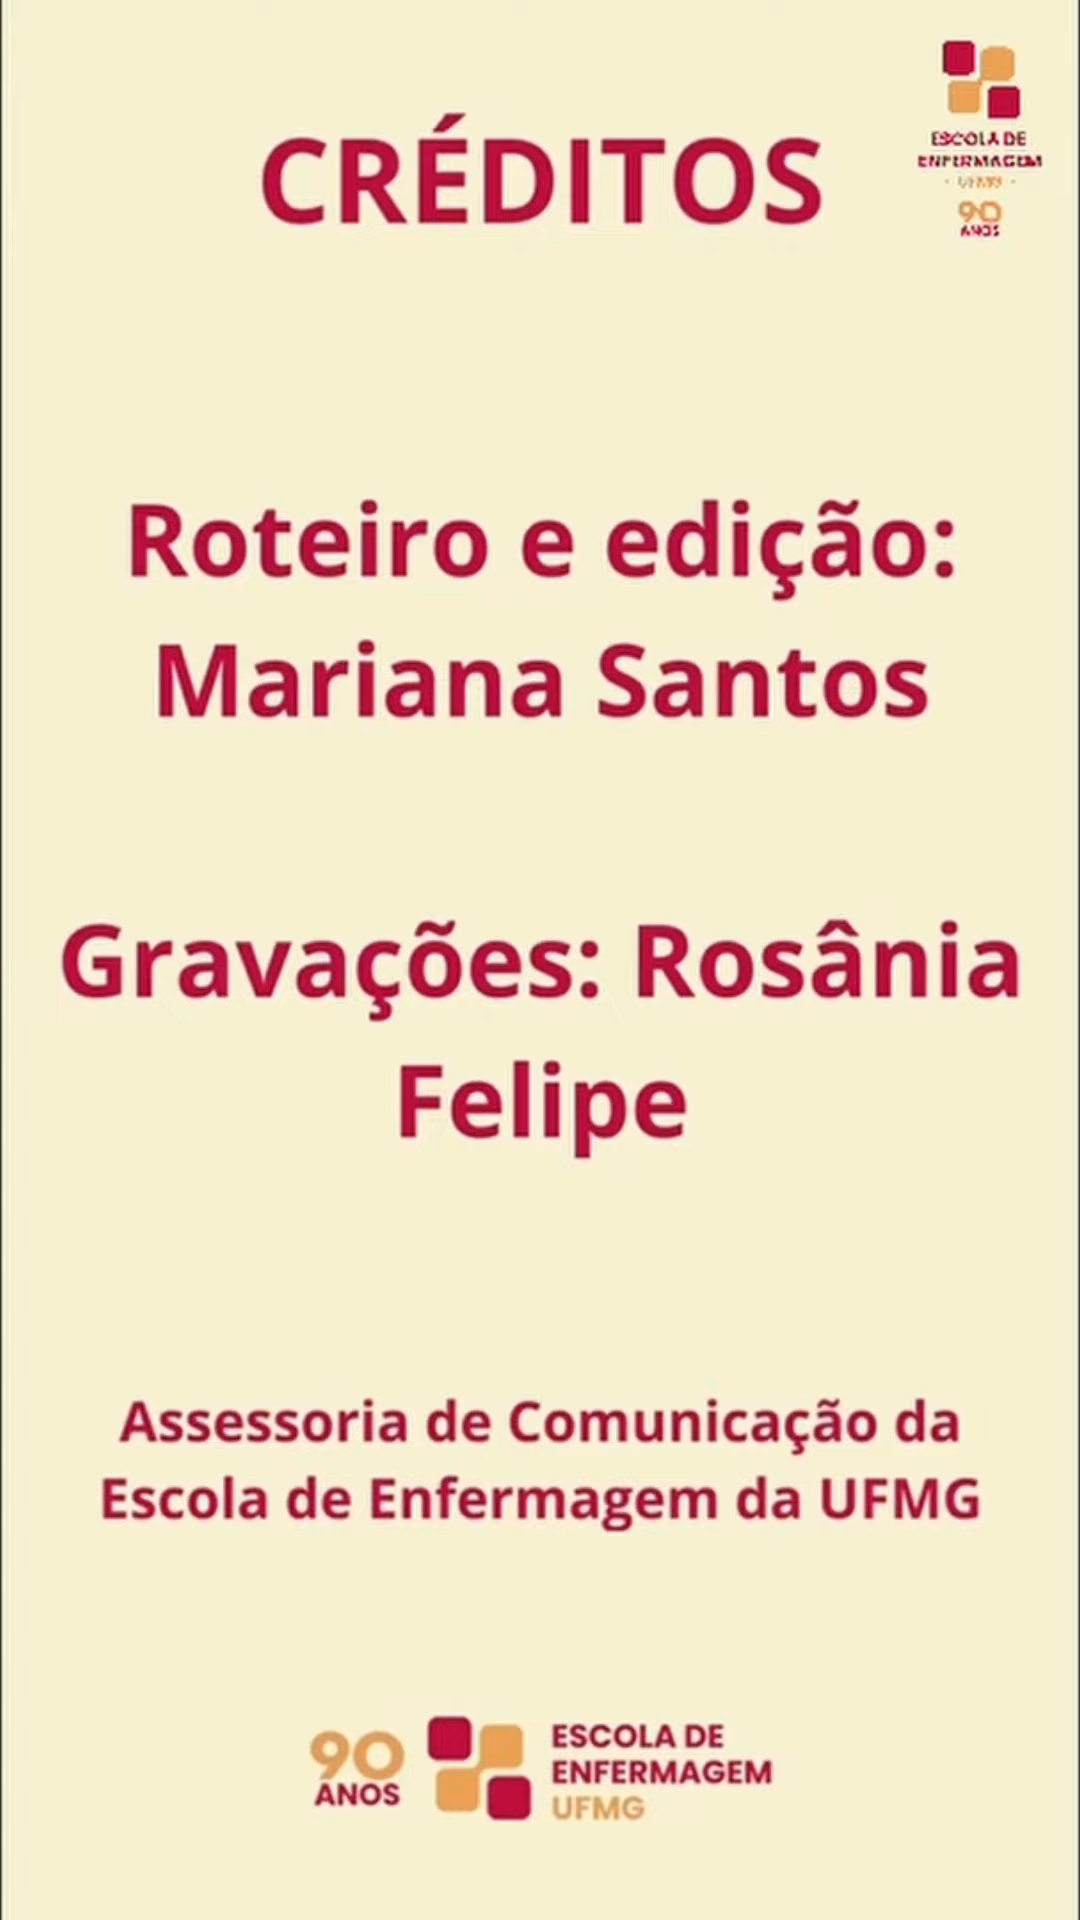 CRÉDITOS
ESCOLA DE
ENFERMAGEM
· UFMG ·
90
ANOS
Roteiro e edição:
Mariana Santos
Gravações: Rosânia
Felipe
Assessoria de Comunicação da
Escola de Enfermagem da UFMG
90
ANOS
ESCOLA DE
ENFERMAGEM
UFMG